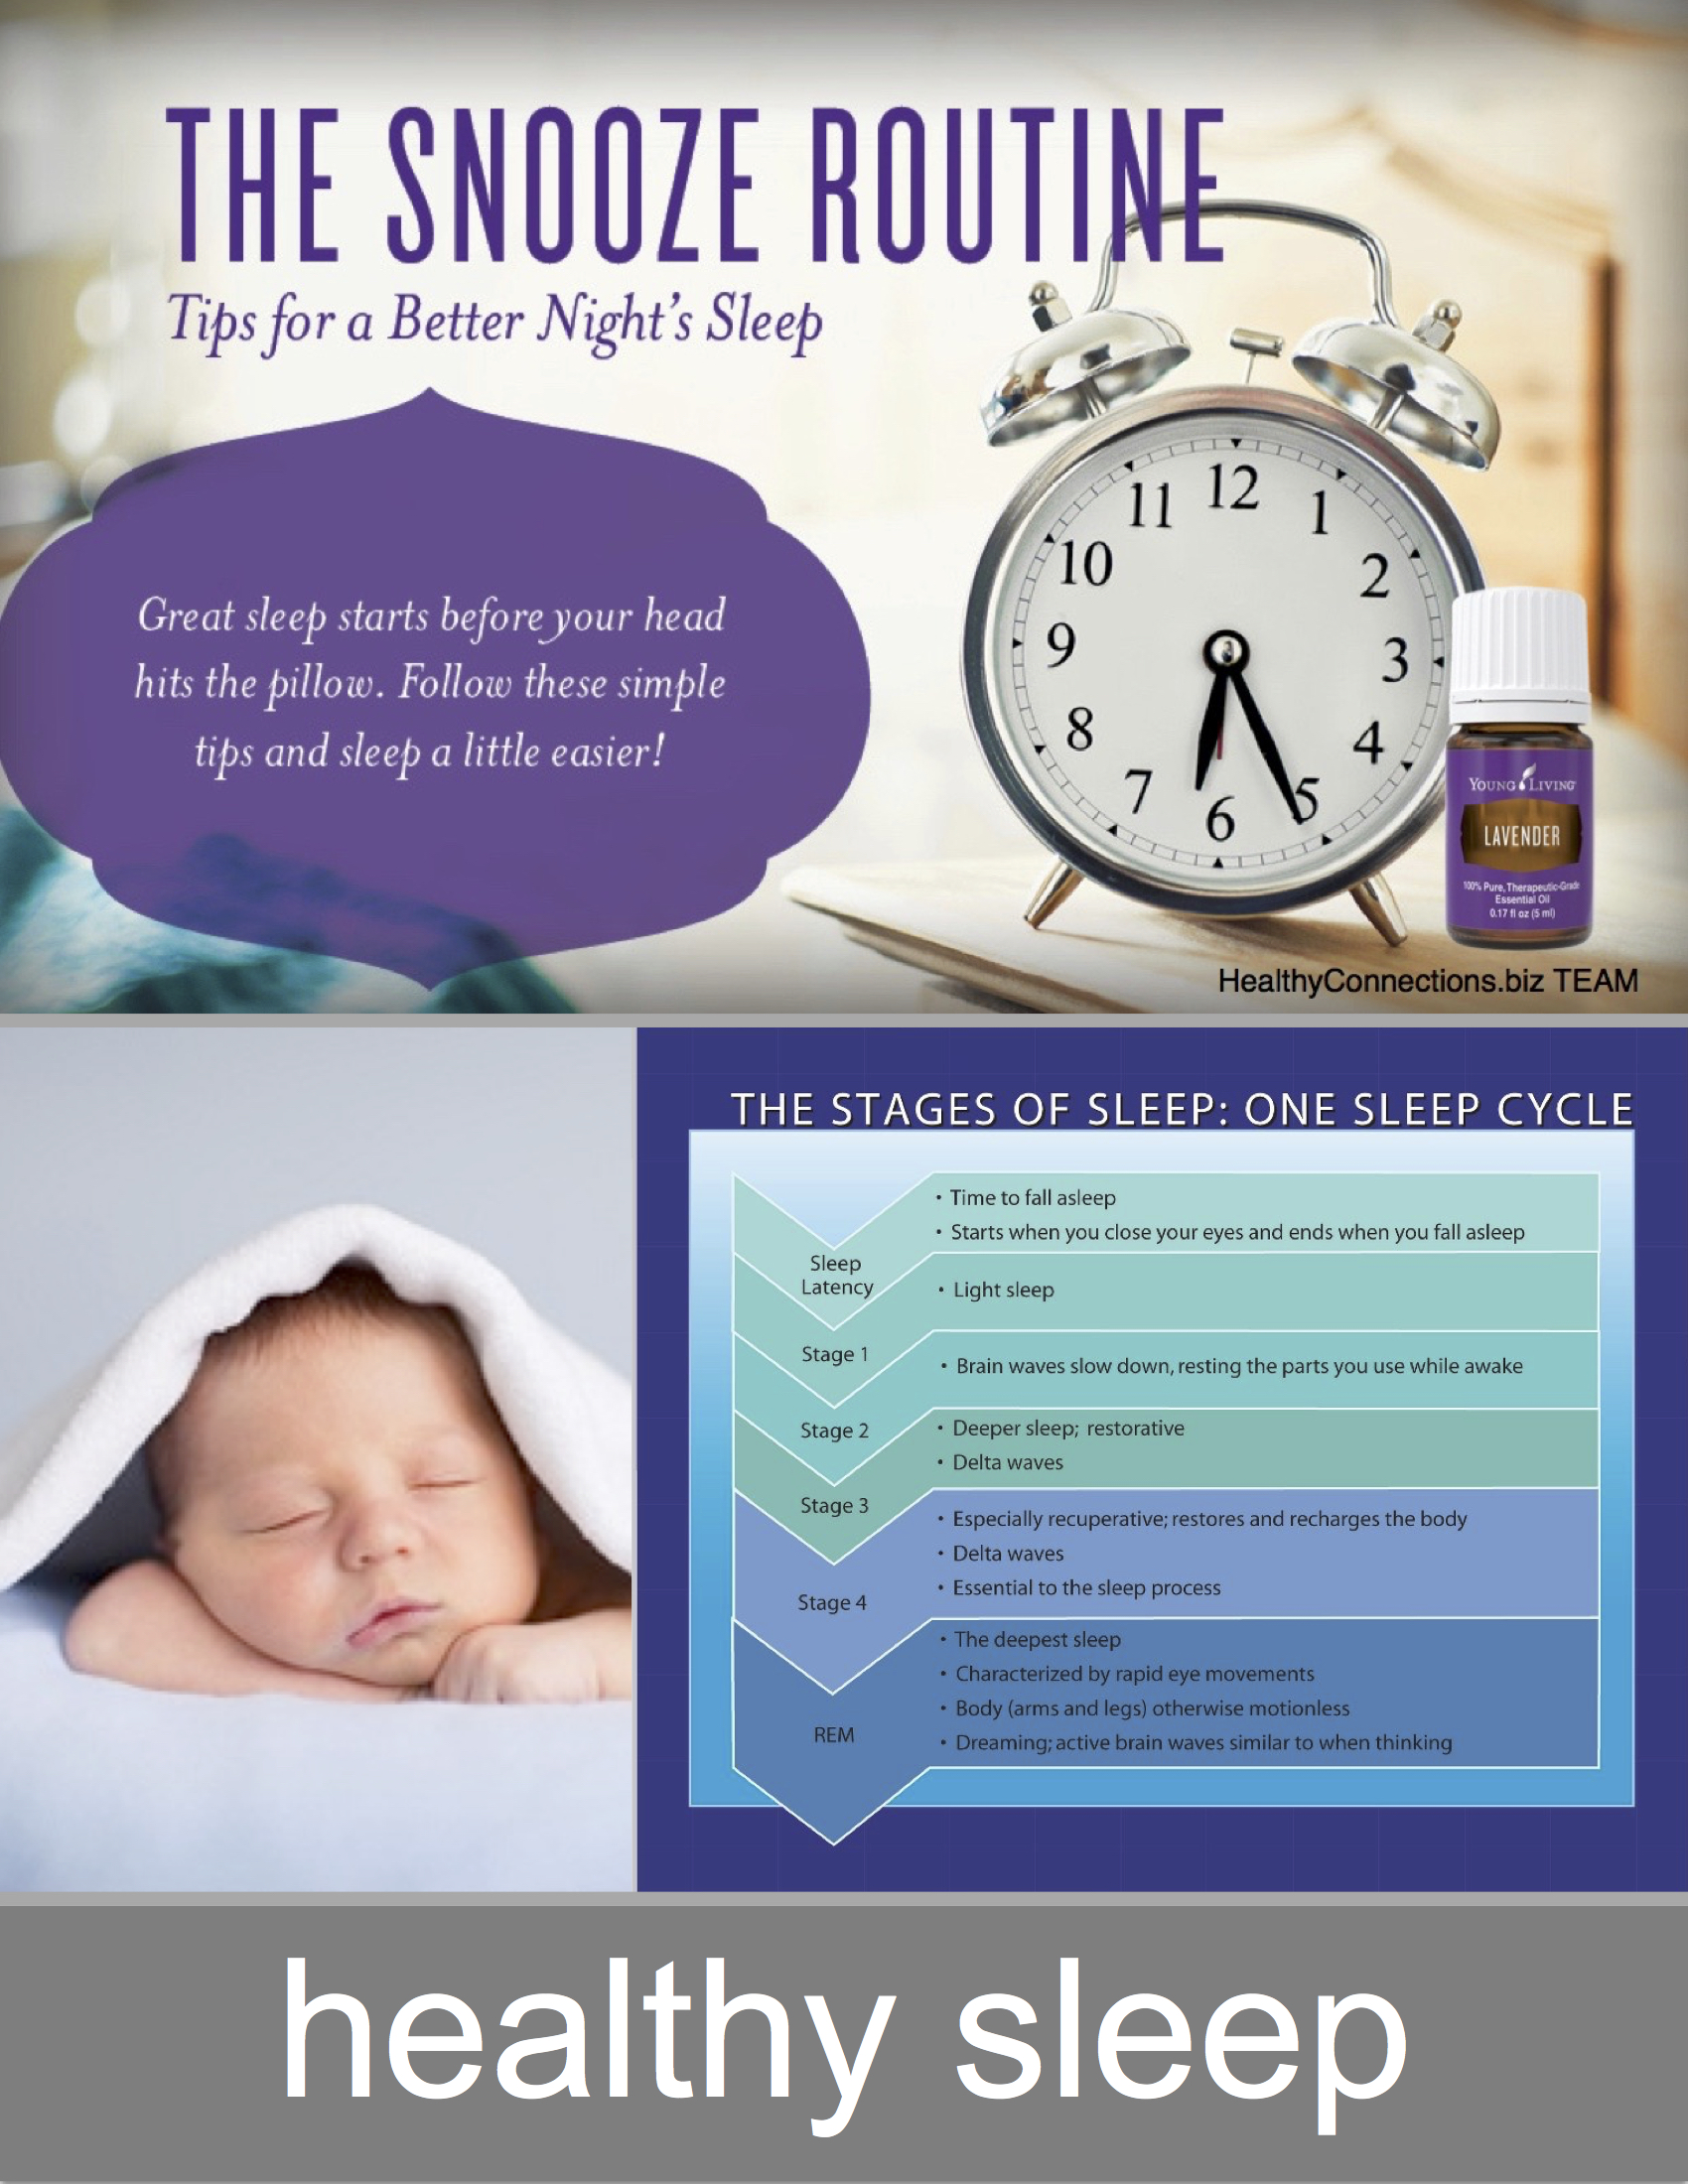 THE SNOOZE ROUTINE
Tips for a Better Night's Sleep
Great sleep starts before your head
hits the pillow. Follow these simple
tips and sleep a little easier!
12
1
2
3
4
5
6
7
8
9
10
11
YOUNG LIVING
LAVENDER
100% Pure, Therapeutic-Grade
Essential Oil
0.17 fl oz (5 ml)
HealthyConnections.biz TEAM
THE STAGES OF SLEEP: ONE SLEEP CYCLE
Sleep
Latency
• Time to fall asleep
• Starts when you close your eyes and ends when you fall asleep
Stage 1
• Light sleep
Stage 2
• Brain waves slow down, resting the parts you use while awake
Stage 3
• Deeper sleep; restorative
• Delta waves
Stage 4
• Especially recuperative; restores and recharges the body
• Delta waves
• Essential to the sleep process
REM
• The deepest sleep
• Characterized by rapid eye movements
• Body (arms and legs) otherwise motionless
• Dreaming; active brain waves similar to when thinking
healthy sleep